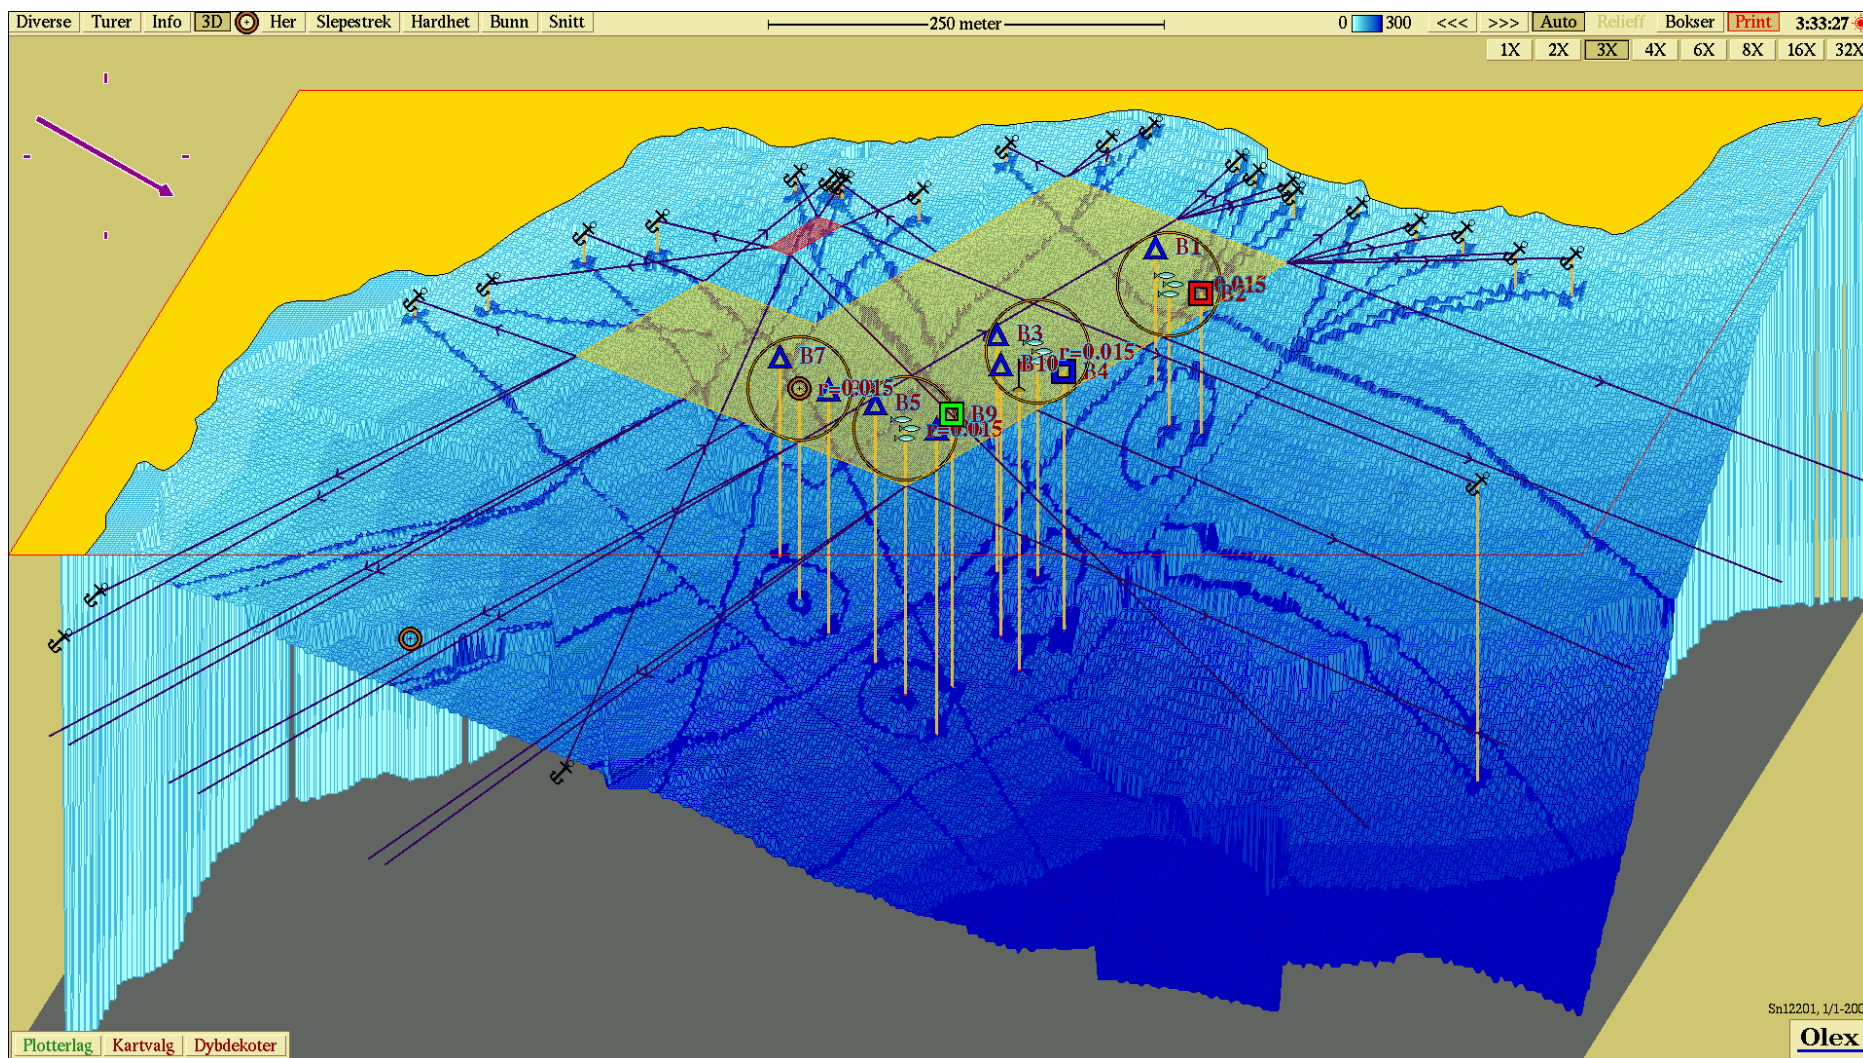 Diverse Turer Info 3D Her Slepestrek Hardhet Bunn Snitt 250 meter 0 300 <<< >>> Auto Relieff Bokser Print 3:33:27
1X 2X 3X 4X 6X 8X 16X 32X
B1
0.015
B2
B3
r=0.015
B10
B4
B7
r=0.015
B5
B9
r=0.015
Sn12201, 1/1-200
Plotterlag Kartvalg Dybdekoter
Olex